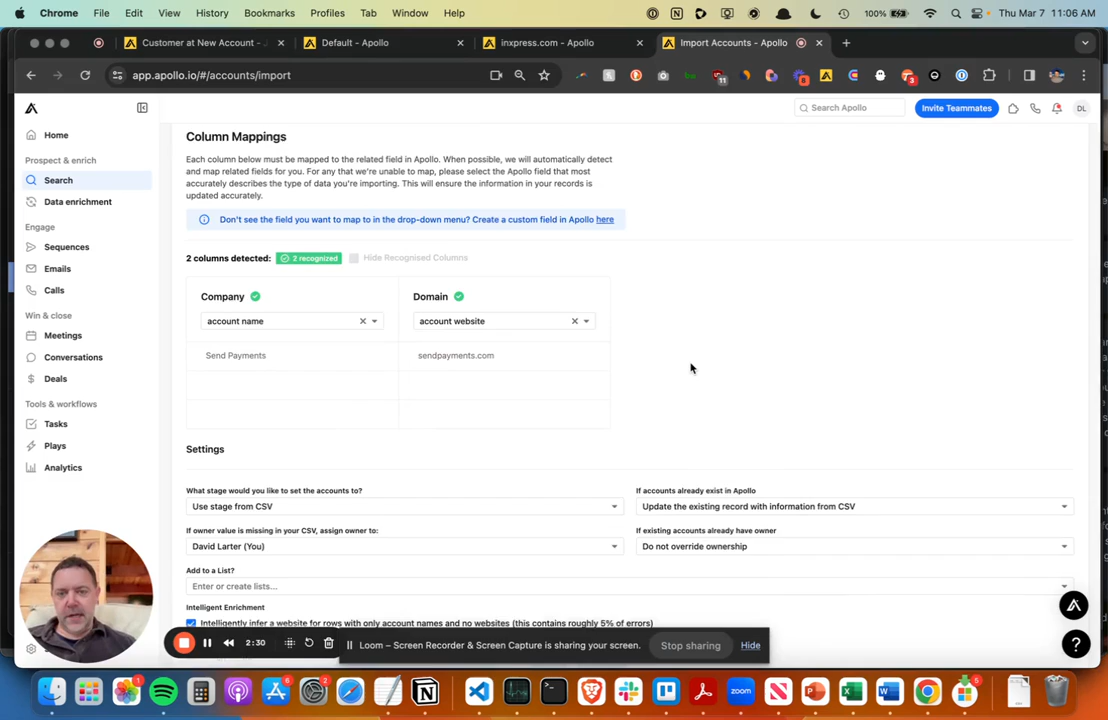 Chrome File Edit View History Bookmarks Profiles Tab Window Help 100% Thu Mar 7 11:06 AM
Customer at New Account - Default - Apollo inxpress.com - Apollo Import Accounts - Apollo
app.apollo.io/#/accounts/import
11 3
Search Apollo Invite Teammates DL
Home
Prospect & enrich
Search
Data enrichment
Engage
Sequences
Emails
Calls
Win & close
Meetings
Conversations
Deals
Tools & workflows
Tasks
Plays
Analytics
Column Mappings
Each column below must be mapped to the related field in Apollo. When possible, we will automatically detect
and map related fields for you. For any that we're unable to map, please select the Apollo field that most
accurately describes the type of data you're importing. This will ensure the information in your records is
updated accurately.
Don't see the field you want to map to in the drop-down menu? Create a custom field in Apollo here
2 columns detected: 2 recognized Hide Recognised Columns
Company Domain
account name account website
Send Payments sendpayments.com
Settings
What stage would you like to set the accounts to? If accounts already exist in Apollo
Use stage from CSV Update the existing record with information from CSV
If owner value is missing in your CSV, assign owner to: If existing accounts already have owner
David Larter (You) Do not override ownership
Add to a List?
Enter or create lists...
Intelligent Enrichment
Intelligently infer a website for rows with only account names and no websites (this contains roughly 5% of errors)
2:30 Loom – Screen Recorder & Screen Capture is sharing your screen. Stop sharing Hide
1 6 zoom 5